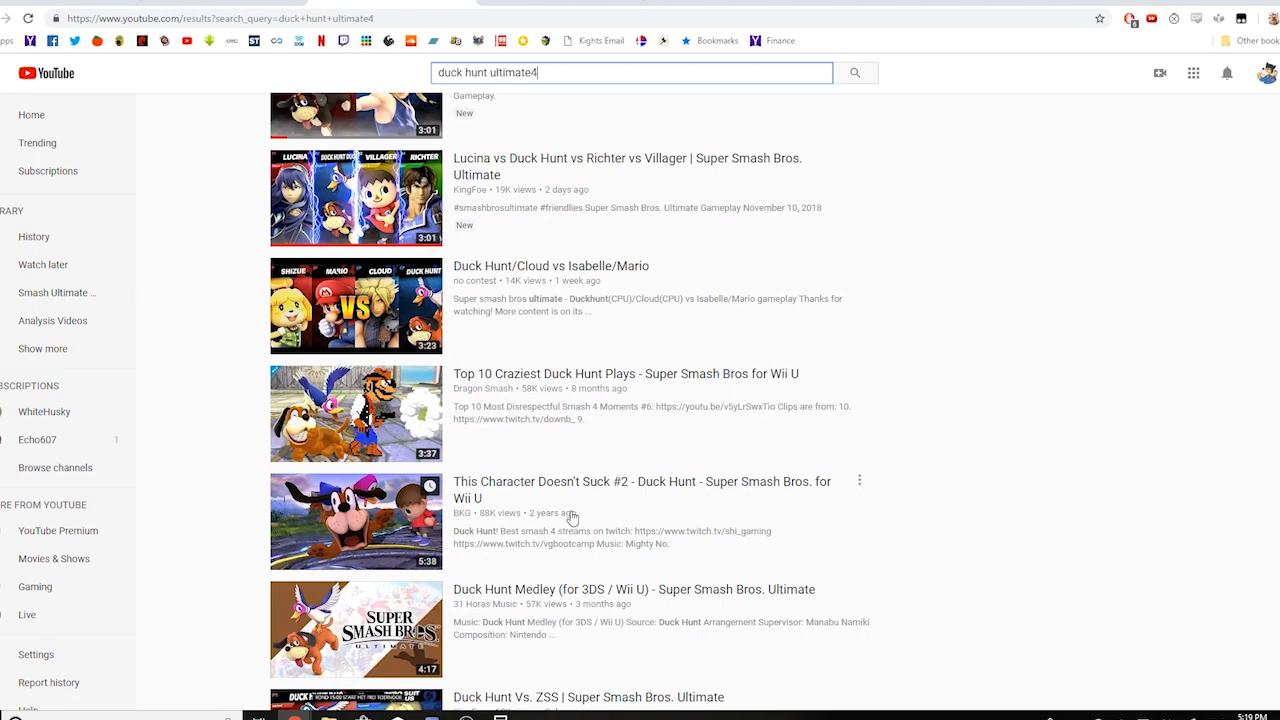 https://www.youtube.com/results?search_query=duck+hunt+ultimate4
pps
Kights Email
Bookmarks
Finance
Other book
YouTube
duck hunt ultimate4
Home
Trending
Subscriptions
RARY
History
Watch later
Smash Ultimate ...
Analysis Videos
Show more
BSCRIPTIONS
WhiteHusky
Echo607
1
Browse channels
RE FROM YOUTUBE
YouTube Premium
Movies & Shows
Gaming
Live
Settings
Report history
Help
Gameplay.
New
3:01
LUCINA
DUCK HUNT DUO
VILLAGER
RICHTER
3:01
Lucina vs Duck Hunt vs Richter vs Villager | Super Smash Bros.
Ultimate
KingFoe • 19K views • 2 days ago
#smashbrosultimate #friendlies Super Smash Bros. Ultimate Gameplay November 10, 2018
New
SHIZUE
MARIO
CLOUD
DUCK HUNT
VS
3:23
Duck Hunt/Cloud vs Isabelle/Mario
no contest • 14K views • 1 week ago
Super smash bros ultimate - Duckhunt(CPU)/Cloud(CPU) vs Isabelle/Mario gameplay Thanks for
watching! More content is on its ...
3:37
Top 10 Craziest Duck Hunt Plays - Super Smash Bros for Wii U
Dragon Smash • 58K views • 8 months ago
Top 10 Most Disrespectful Smash 4 Moments #6: https://youtu.be/v5yLrSwxTio Clips are from: 10.
https://www.twitch.tv/downb_ 9.
5:38
This Character Doesn't Suck #2 - Duck Hunt - Super Smash Bros. for
Wii U
BKG • 88K views • 2 years ago
Duck Hunt! Best smash 4 streams on twitch: https://www.twitch.tv/shi_gaming
https://www.twitch.tv/vgbootcamp Music: Mighty No.
SUPER
SMASH BROS.
ULTIMATE
4:17
Duck Hunt Medley (for 3DS / Wii U) - Super Smash Bros. Ultimate
31 Horas Music • 57K views • 3 months ago
Music: Duck Hunt Medley (for 3DS / Wii U) Source: Duck Hunt Arrangement Supervisor: Manabu Namiki
Composition: Nintendo ...
Duck Hunt Vs. ZSS | Super Smash Bros. Ultimate
5:19 PM